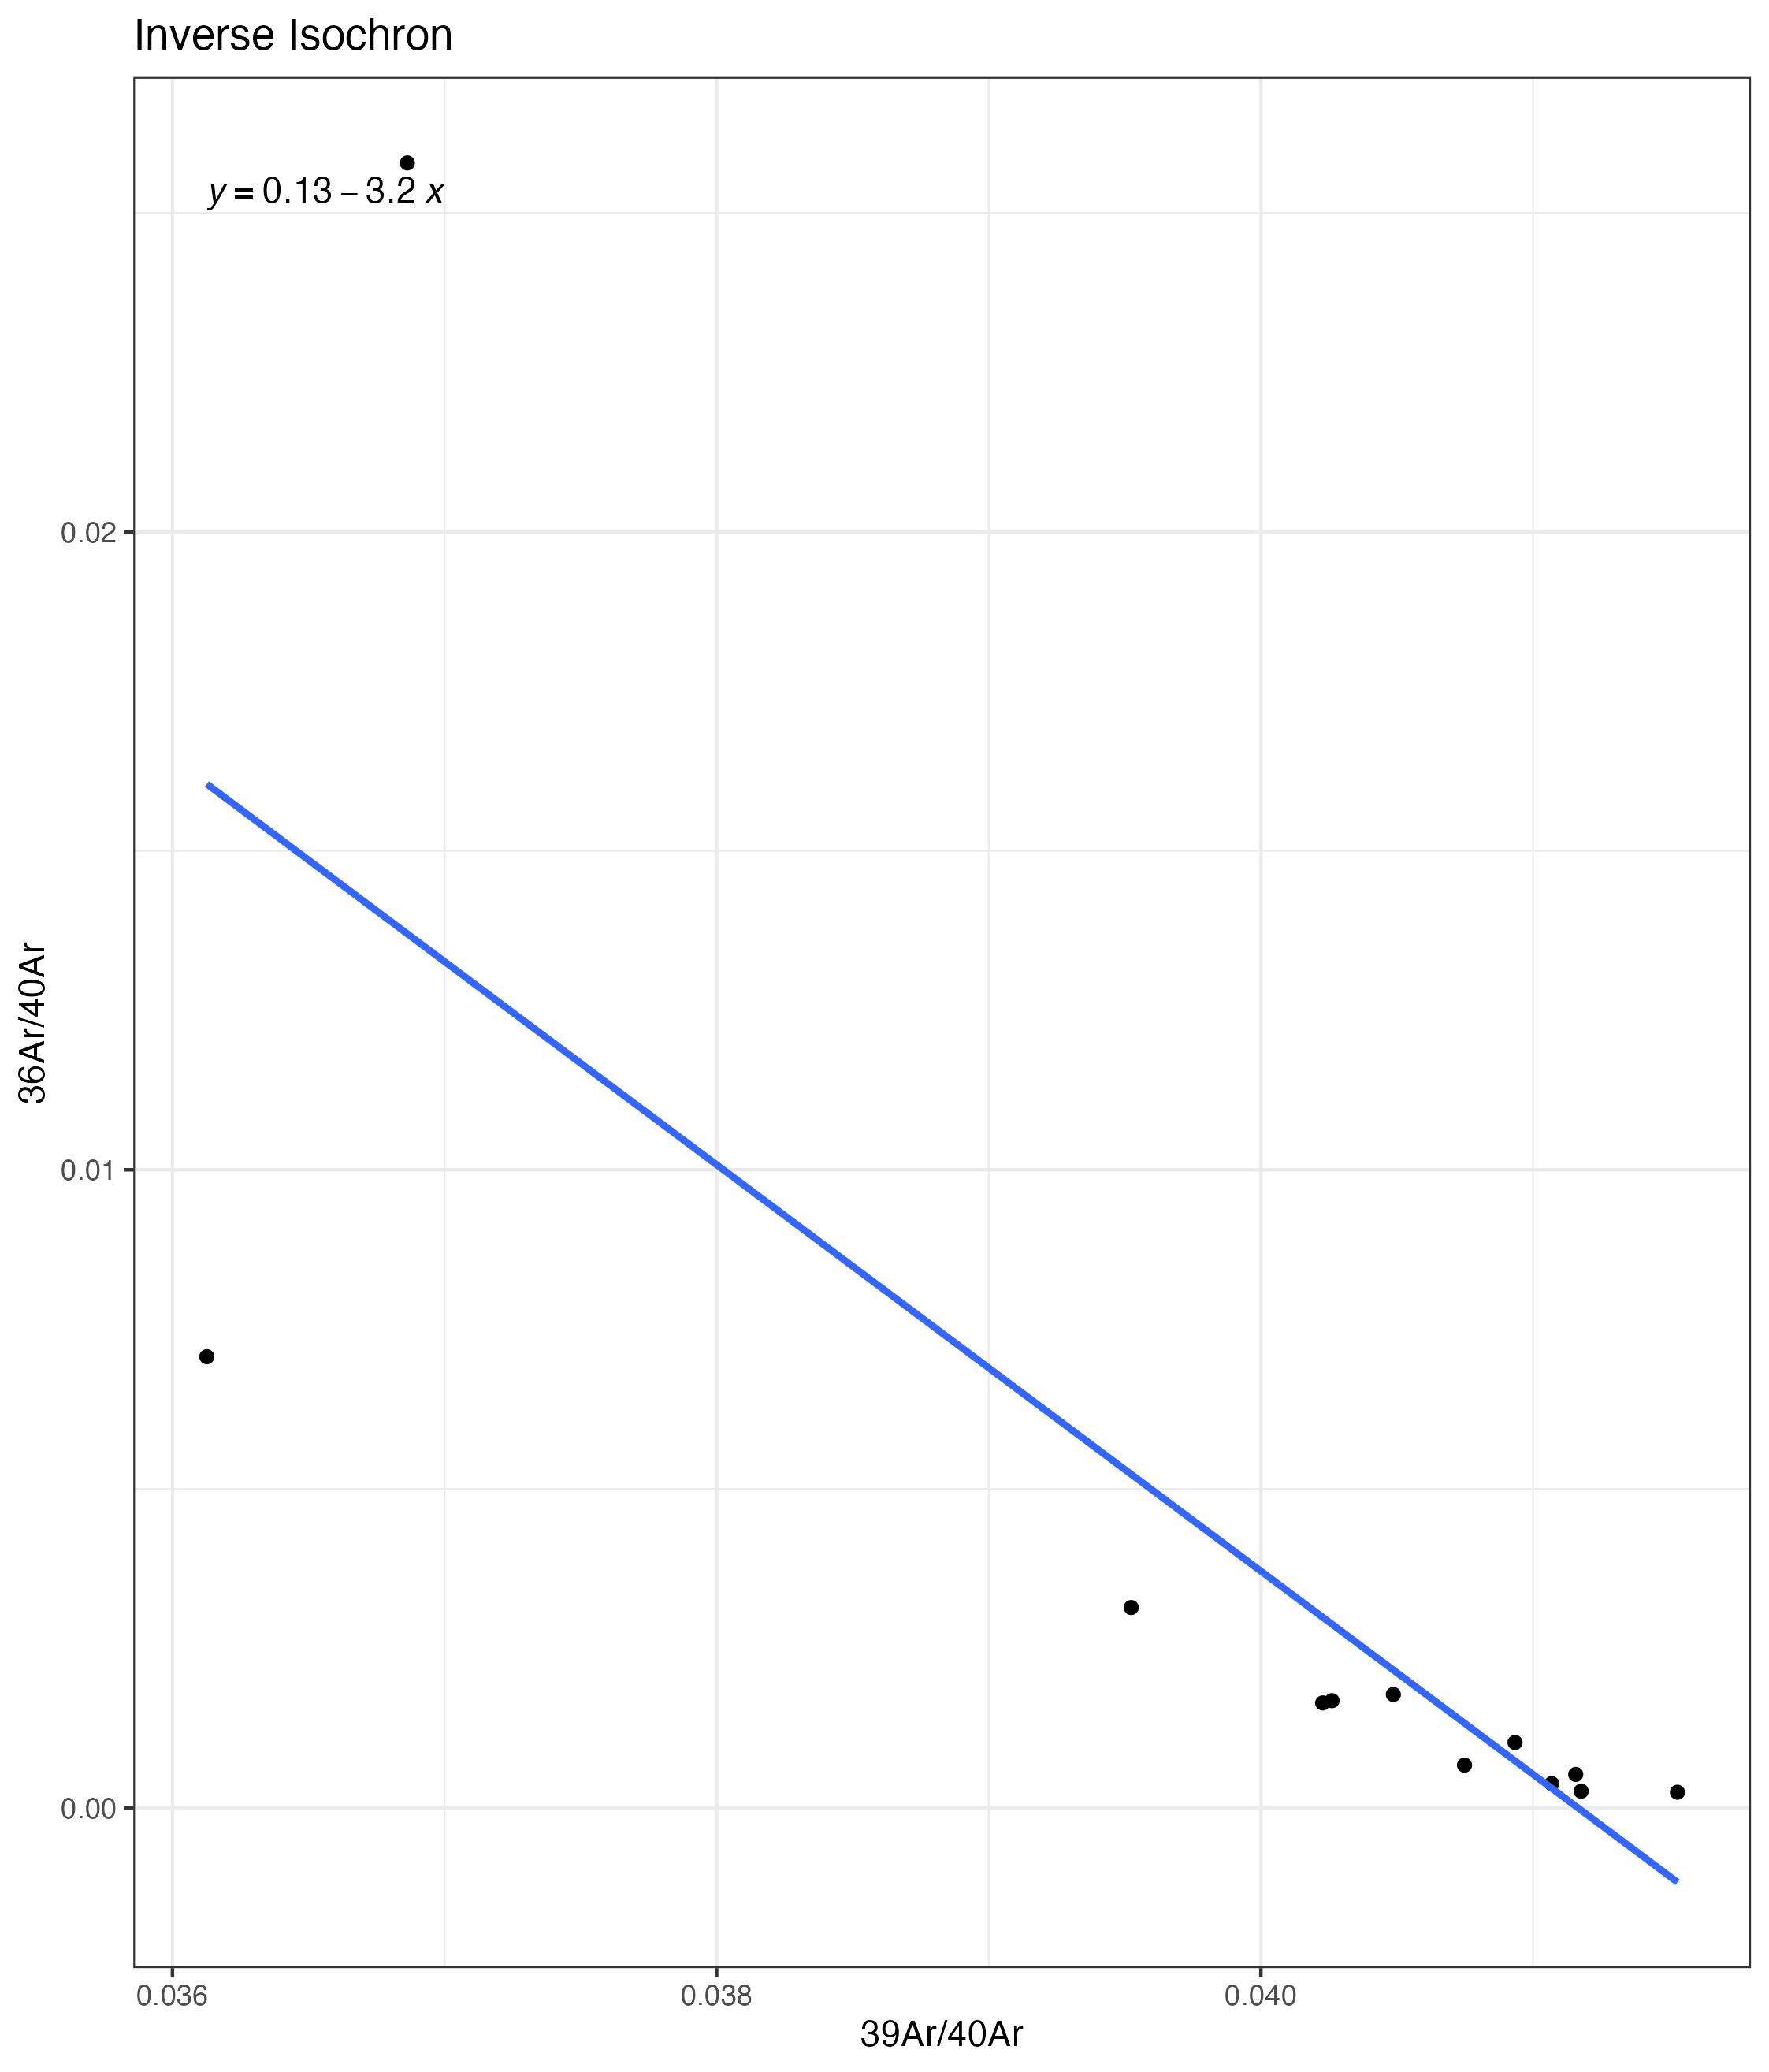 Inverse Isochron
y = 0.13 − 3.2 x
0.02
0.01
0.00
36Ar/40Ar
0.036 0.038 0.040
39Ar/40Ar